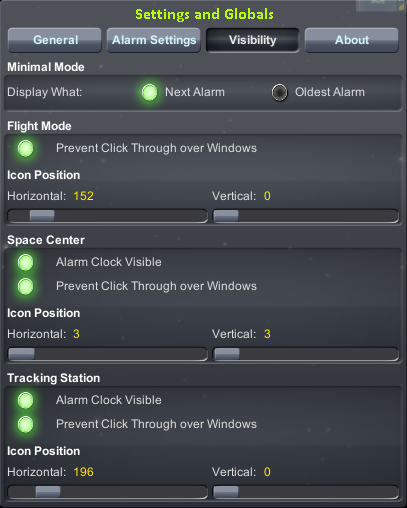 Settings and Globals
General Alarm Settings Visibility About
Minimal Mode
Display What: Next Alarm Oldest Alarm
Flight Mode
Prevent Click Through over Windows
Icon Position
Horizontal: 152 Vertical: 0
Space Center
Alarm Clock Visible
Prevent Click Through over Windows
Icon Position
Horizontal: 3 Vertical: 3
Tracking Station
Alarm Clock Visible
Prevent Click Through over Windows
Icon Position
Horizontal: 196 Vertical: 0